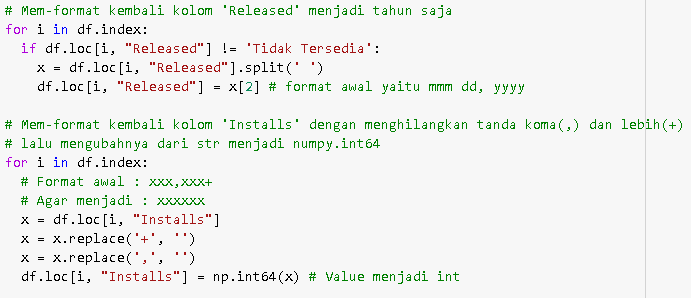 # Mem-format kembali kolom 'Released' menjadi tahun saja
for i in df.index:
  if df.loc[i, "Released"] != 'Tidak Tersedia':
    x = df.loc[i, "Released"].split(' ')
    df.loc[i, "Released"] = x[2] # format awal yaitu mmm dd, yyyy

# Mem-format kembali kolom 'Installs' dengan menghilangkan tanda koma(,) dan lebih(+)
# lalu mengubahnya dari str menjadi numpy.int64
for i in df.index:
  # Format awal : xxx,xxx+
  # Agar menjadi : xxxxxx
  x = df.loc[i, "Installs"]
  x = x.replace('+', '')
  x = x.replace(',', '')
  df.loc[i, "Installs"] = np.int64(x) # Value menjadi int